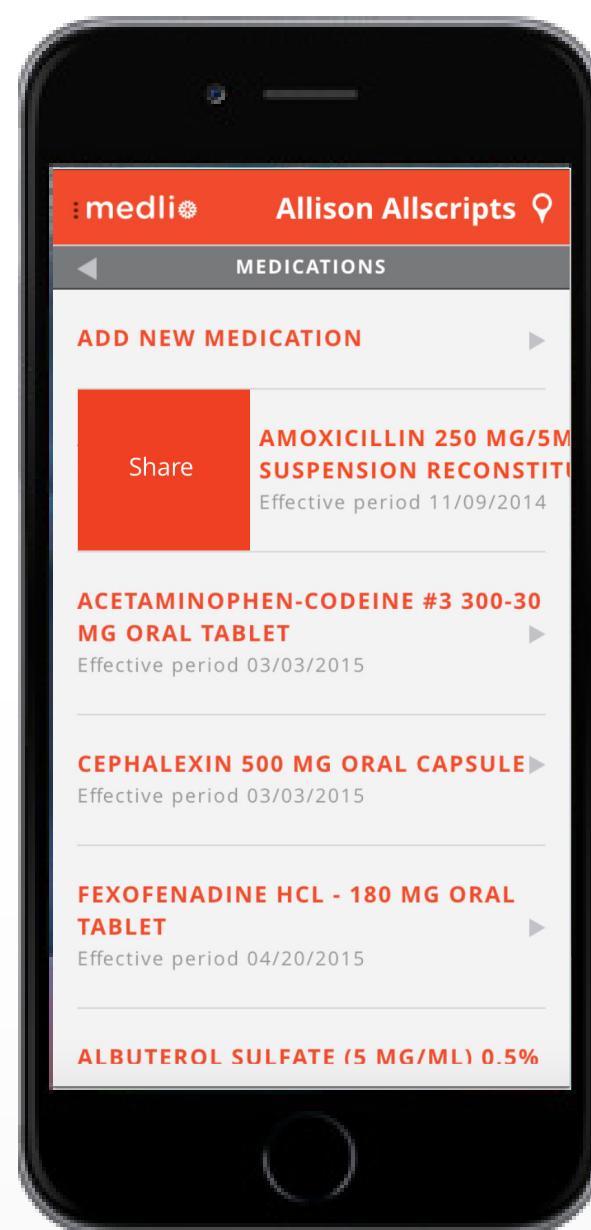 medlio
Allison Allscripts
MEDICATIONS
ADD NEW MEDICATION
Share
AMOXICILLIN 250 MG/5M
SUSPENSION RECONSTITU
Effective period 11/09/2014
ACETAMINOPHEN-CODEINE #3 300-30
MG ORAL TABLET
Effective period 03/03/2015
CEPHALEXIN 500 MG ORAL CAPSULE
Effective period 03/03/2015
FEXOFENADINE HCL - 180 MG ORAL
TABLET
Effective period 04/20/2015
ALBUTEROL SULFATE (5 MG/ML) 0.5%